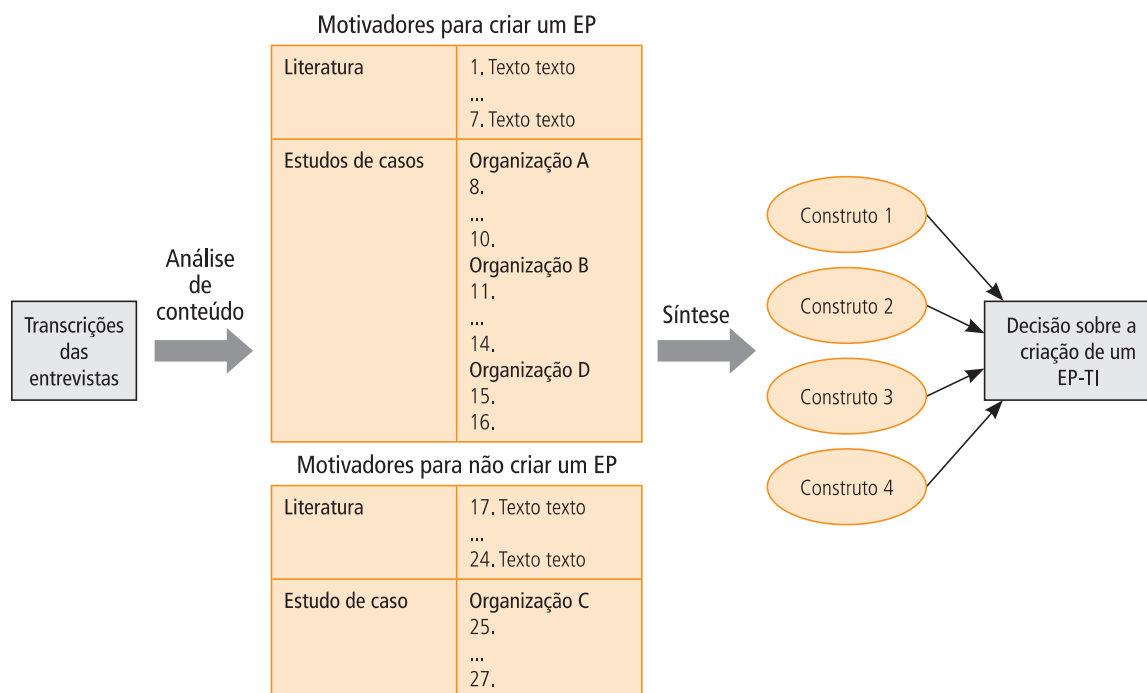 Motivadores para criar um EP
Literatura
1. Texto texto
...
7. Texto texto
Estudos de casos
Organização A
8.
...
10.
Organização B
11.
...
14.
Organização D
15.
16.
Motivadores para não criar um EP
Literatura
17. Texto texto
...
24. Texto texto
Estudo de caso
Organização C
25.
...
27.
Transcrições
das
entrevistas
Análise
de
conteúdo
Síntese
Construto 1
Construto 2
Construto 3
Construto 4
Decisão sobre a
criação de um
EP-TI